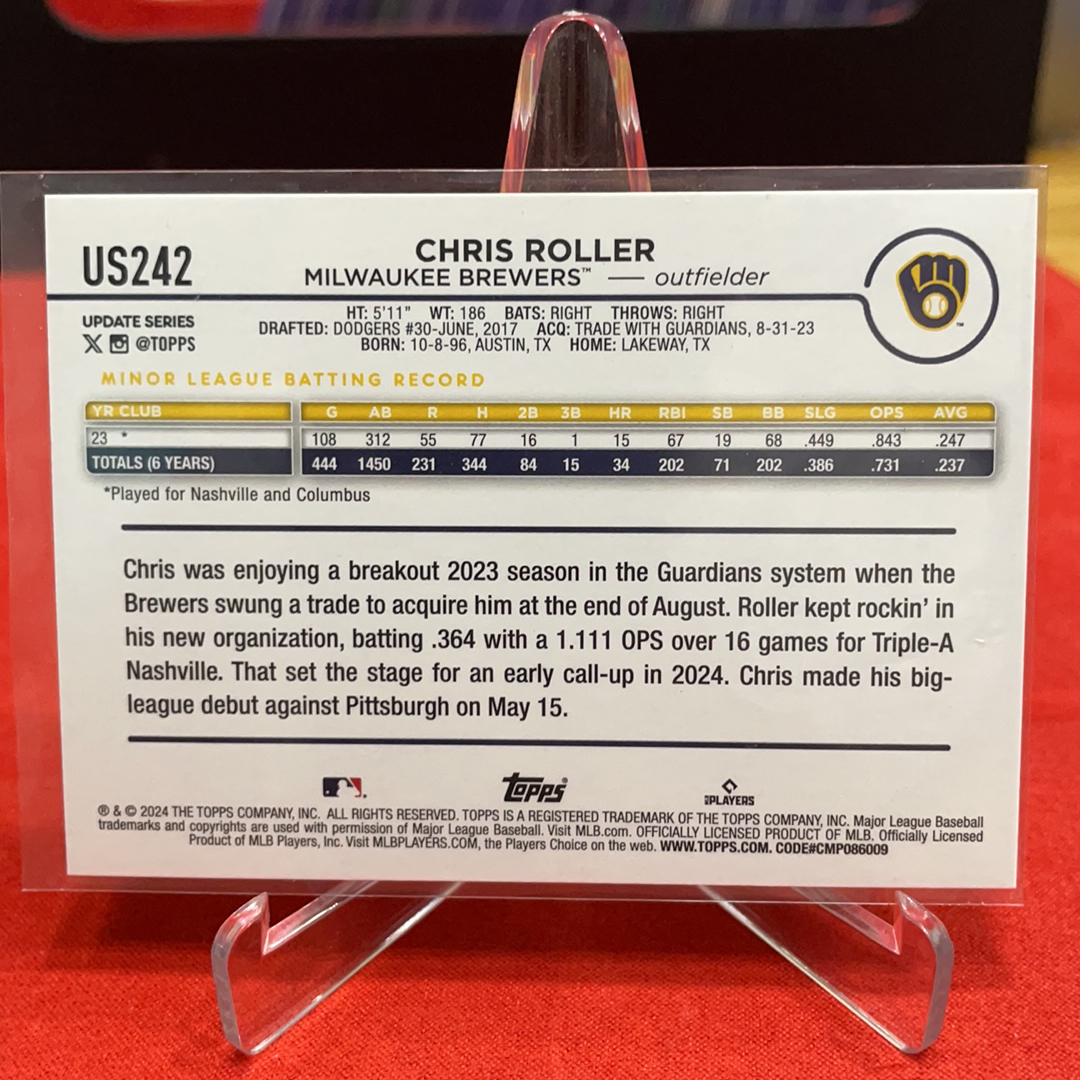 US242
CHRIS ROLLER
MILWAUKEE BREWERS™ — outfielder
UPDATE SERIES
X @TOPPS
HT: 5'11" WT: 186 BATS: RIGHT THROWS: RIGHT
DRAFTED: DODGERS #30-JUNE, 2017 ACQ: TRADE WITH GUARDIANS, 8-31-23
BORN: 10-8-96, AUSTIN, TX HOME: LAKEWAY, TX
MINOR LEAGUE BATTING RECORD
YR CLUB G AB R H 2B 3B HR RBI SB BB SLG OPS AVG
23 * 108 312 55 77 16 1 15 67 19 68 .449 .843 .247
TOTALS (6 YEARS) 444 1450 231 344 84 15 34 202 71 202 .386 .731 .237
*Played for Nashville and Columbus
Chris was enjoying a breakout 2023 season in the Guardians system when the
Brewers swung a trade to acquire him at the end of August. Roller kept rockin' in
his new organization, batting .364 with a 1.111 OPS over 16 games for Triple-A
Nashville. That set the stage for an early call-up in 2024. Chris made his big-
league debut against Pittsburgh on May 15.
Topps®
MLBPLAYERS
® & © 2024 THE TOPPS COMPANY, INC. ALL RIGHTS RESERVED. TOPPS IS A REGISTERED TRADEMARK OF THE TOPPS COMPANY, INC. Major League Baseball
trademarks and copyrights are used with permission of Major League Baseball. Visit MLB.com. OFFICIALLY LICENSED PRODUCT OF MLB. Officially Licensed
Product of MLB Players, Inc. Visit MLBPLAYERS.COM, the Players Choice on the web. WWW.TOPPS.COM. CODE#CMP086009